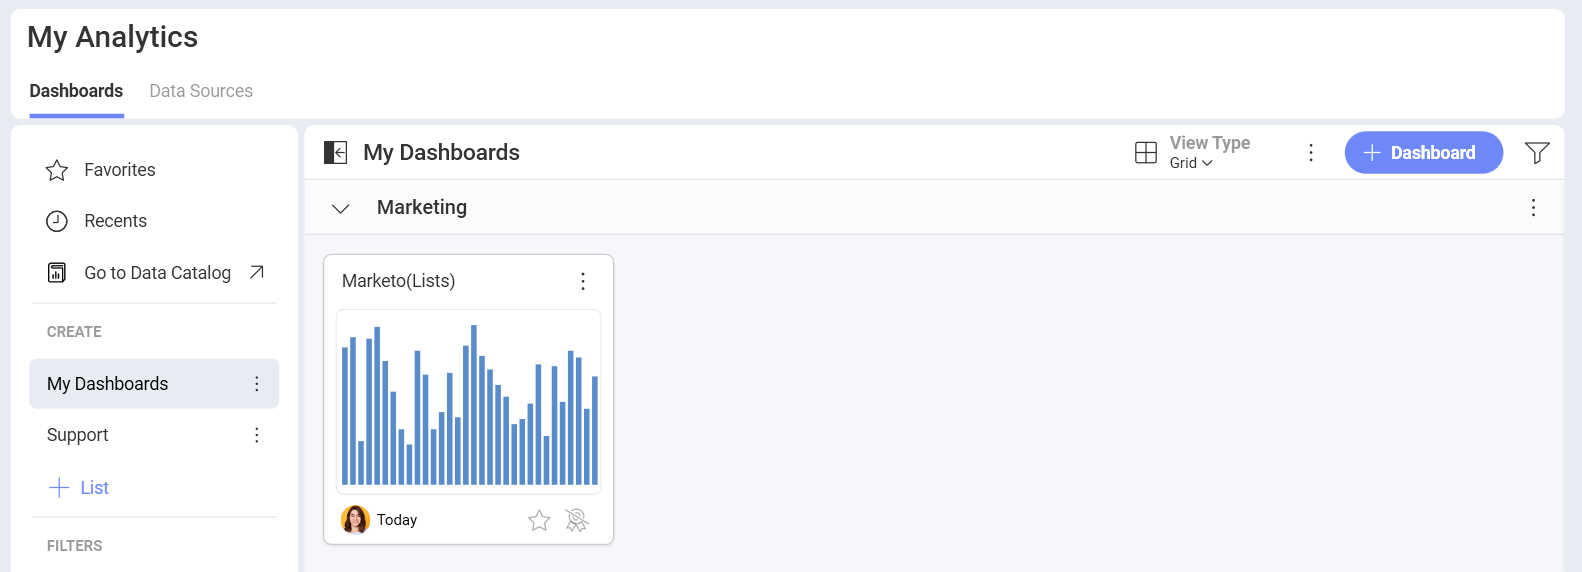 My Analytics
Dashboards
Data Sources
Favorites
Recents
Go to Data Catalog
CREATE
My Dashboards
Support
List
FILTERS
My Dashboards
View Type
Grid
Dashboard
Marketing
Marketo(Lists)
Today